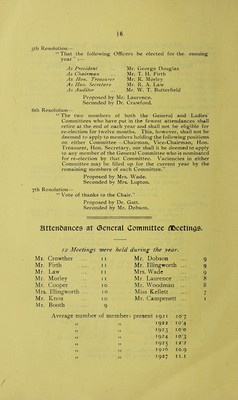 16
5th Resolution—
"That the following Officers be elected for the ensuing
year" :—
As President Mr. George Douglas
As Chairman ... Mr. T. H. Firth
As Hon. Treasurer Mr. K. Morley
As Hon. Secretary Mr. R. A. Law
As Auditor Mr. W. T. Butterfield
Proposed by Mr. Laurence.
Seconded by Dr. Crawford.
6th Resolution—
"The two members of both the General and Ladies'
Committees who have put in the fewest attendances shall
retire at the end of each year and shall not be eligible for
re-election for twelve months. This, however, shall not be
deemed to apply to members holding the following positions
on either Committee—Chairman, Vice-Chairman, Hon.
Treasurer, Hon. Secretary, nor shall it be deemed to apply
to any member of the General Committee who is nominated
for re-election by that Committee. Vacancies in either
Committee may be filled up for the current year by the
remaining members of each Committee."
Proposed by Mrs. Wade.
Seconded by Mrs. Lupton.
7th Resolution—
"Vote of thanks to the Chair."
Proposed by Dr. Gatt.
Seconded by Mr. Dobson.
Attendances at General Committee Meetings.
12 Meetings were held during the year.
Mr. Crowther ... 11 Mr. Dobson ... 9
Mr. Firth ... 11 Mr. Illingworth ... 9
Mr. Law ... 11 Mrs. Wade ... 9
Mr. Morley ... 11 Mr. Laurence ... 8
Mr. Cooper ... 10 Mr. Woodman ... 8
Mrs. Illingworth ... 10 Miss Kellett ... 7
Mr. Knox ... 10 Mr. Campenett ... 1
Mr. Booth ... 9
Average number of members present 1921 10·7
" " " 1922 10·4
" " " 1923 10·0
" " " 1924 10·3
" " " 1925 12·2
" " " 1926 10·9
" " " 1927 11·1